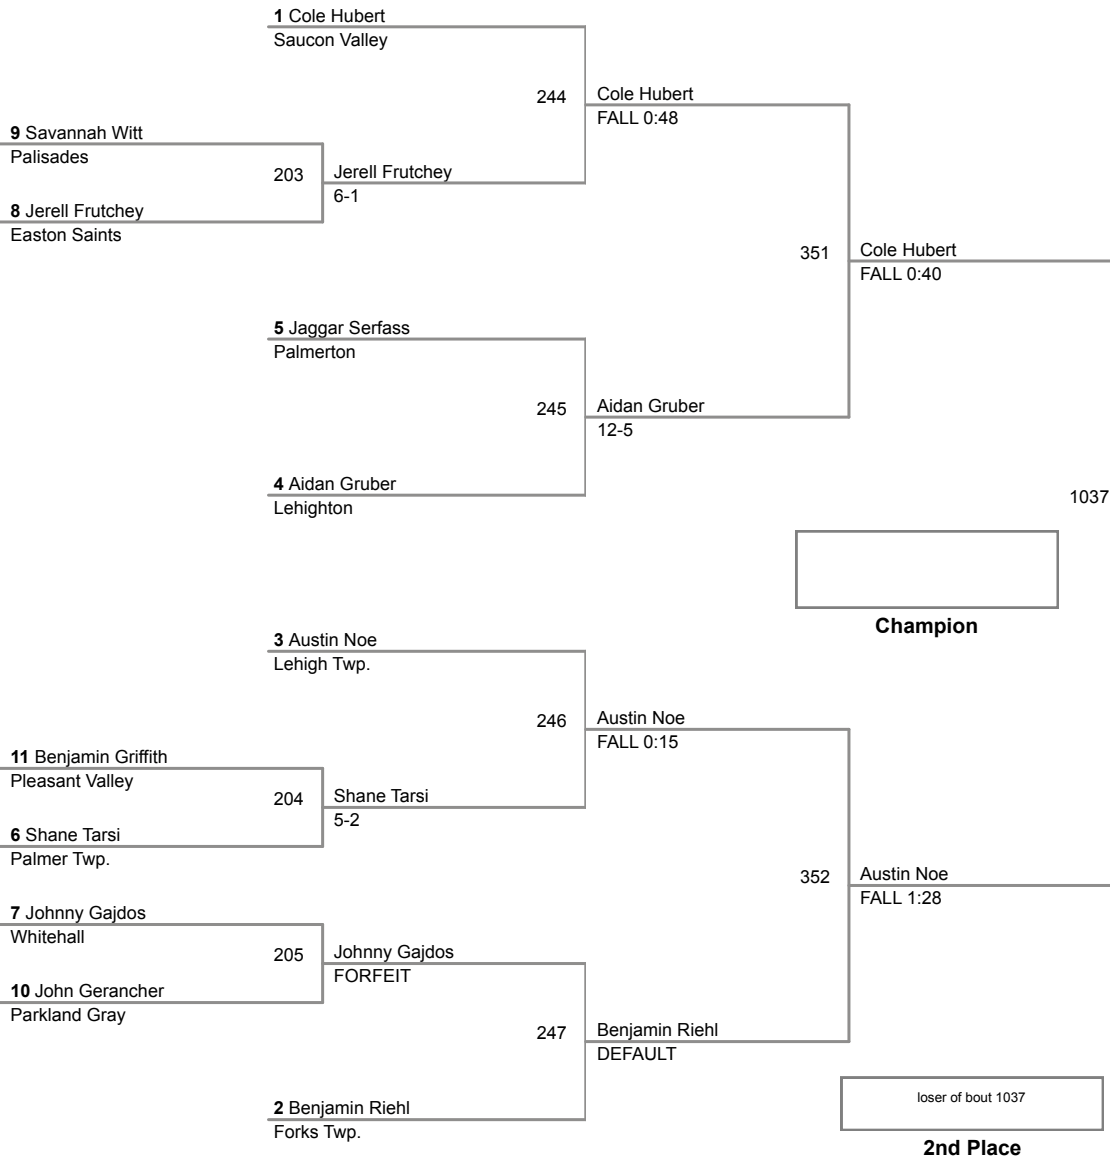 1 Cole Hubert
Saucon Valley
244
Cole Hubert
FALL 0:48
9 Savannah Witt
Palisades
203
Jerell Frutchey
6-1
8 Jerell Frutchey
Easton Saints
351
Cole Hubert
FALL 0:40
5 Jaggar Serfass
Palmerton
245
Aidan Gruber
12-5
4 Aidan Gruber
Lehighton
1037
Champion
3 Austin Noe
Lehigh Twp.
246
Austin Noe
FALL 0:15
11 Benjamin Griffith
Pleasant Valley
204
Shane Tarsi
5-2
6 Shane Tarsi
Palmer Twp.
352
Austin Noe
FALL 1:28
7 Johnny Gajdos
Whitehall
205
Johnny Gajdos
FORFEIT
10 John Gerancher
Parkland Gray
247
Benjamin Riehl
DEFAULT
2 Benjamin Riehl
Forks Twp.
loser of bout 1037
2nd Place